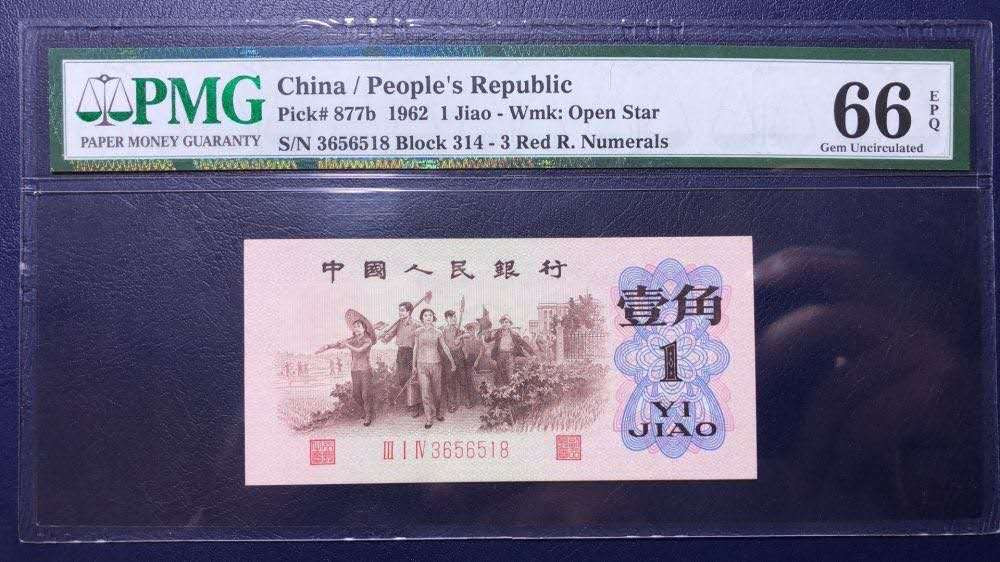 PMG
PAPER MONEY GUARANTY
China / People's Republic
Pick# 877b 1962 1 Jiao - Wmk: Open Star
S/N 3656518 Block 314 - 3 Red R. Numerals
66
EPQ
Gem Uncirculated
中國人民銀行
壹角
1
YI
JIAO
III I IV 3656518